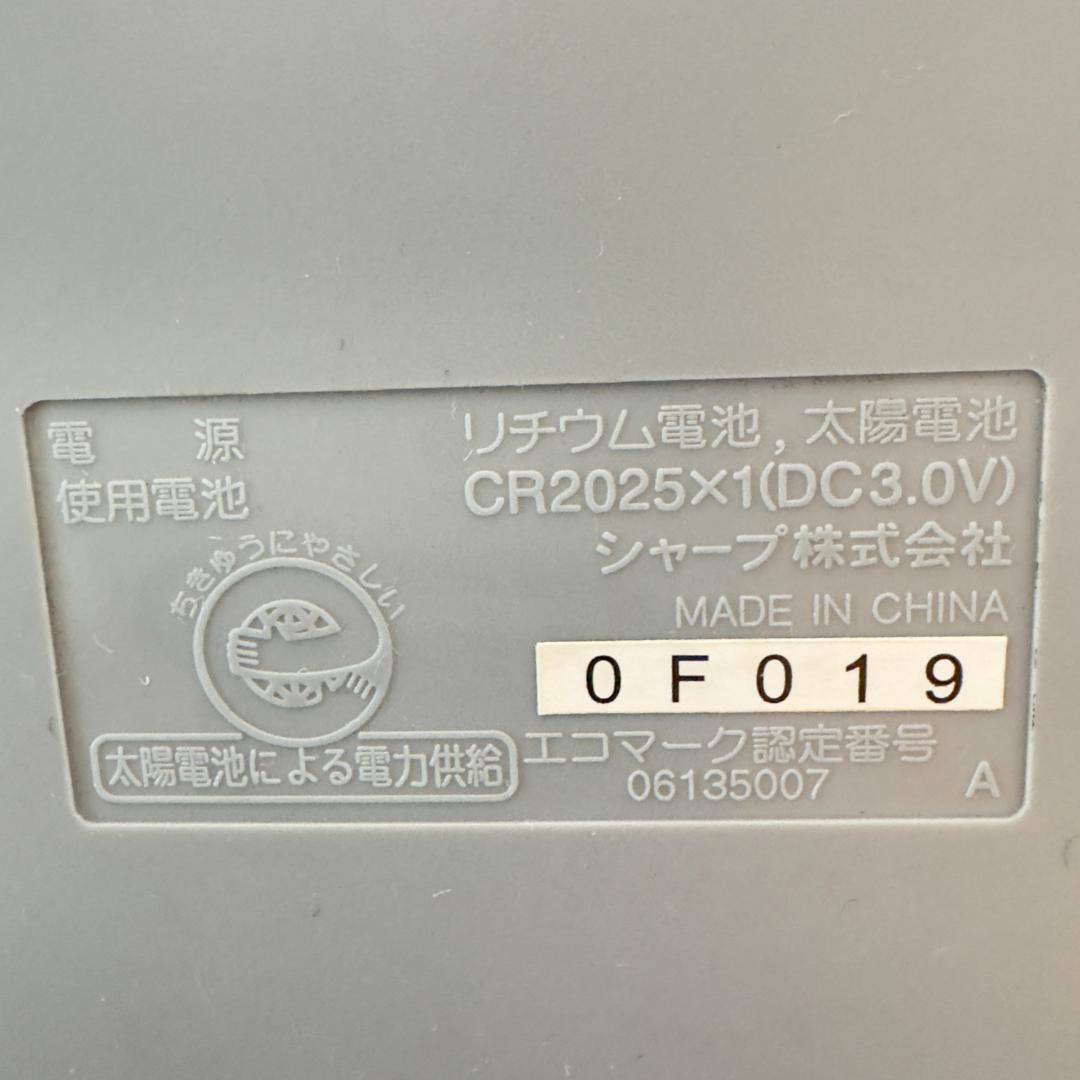 電源 リチウム電池, 太陽電池
使用電池 CR2025×1(DC3.0V)
シャープ株式会社
MADE IN CHINA
0F019
ちきゅうにやさしい
太陽電池による電力供給
エコマーク認定番号
06135007
A